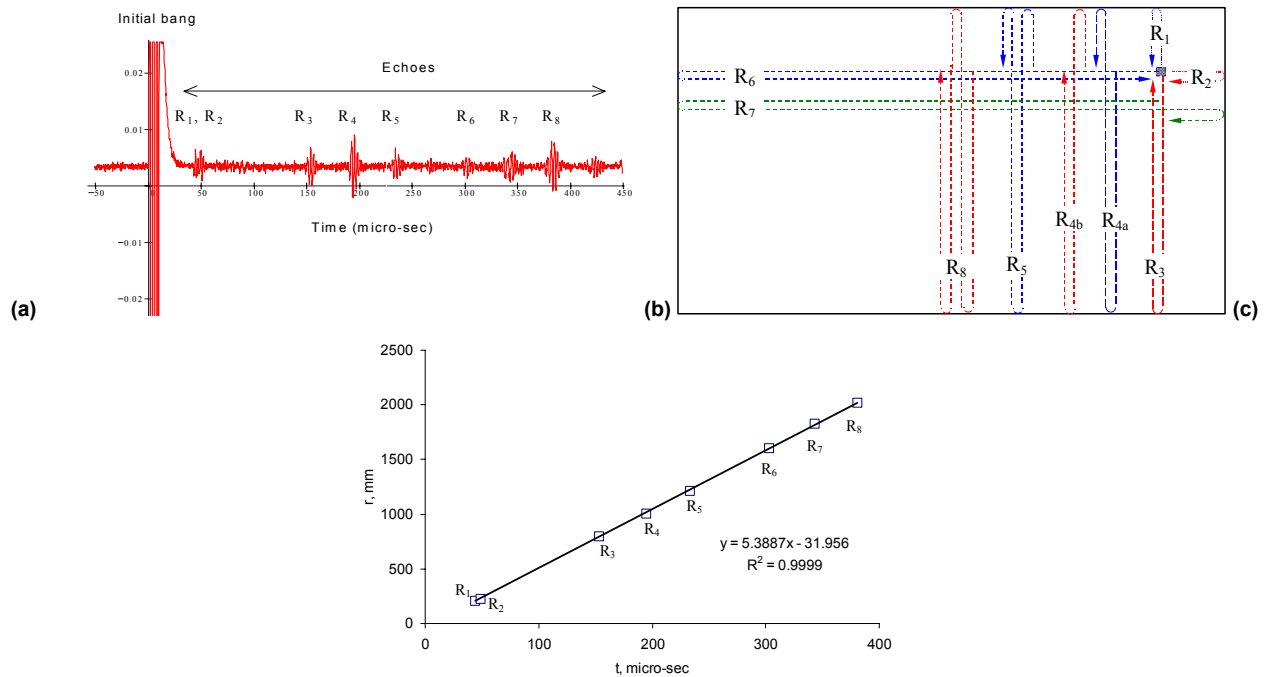 Initial bang
0.02
Echoes
R1, R2 R3 R4 R5 R6 R7 R8
0.01
−50 50 100 150 200 250 300 350 400 450
Time (micro-sec)
−0.01
−0.02
(a)
R1
R6 R2
R7
R4b R4a
R8 R5 R3
(b) (c)
2500
2000
1500
1000
500
0
r, mm
R8
R7
R6
R5
R4
R3
R1 R2
y = 5.3887x - 31.956
R² = 0.9999
0 100 200 300 400
t, micro-sec